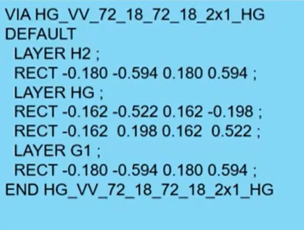 VIA HG_VV_72_18_72_18_2x1_HG
DEFAULT
LAYER H2 ;
RECT -0.180 -0.594 0.180 0.594 ;
LAYER HG ;
RECT -0.162 -0.522 0.162 -0.198 ;
RECT -0.162 0.198 0.162 0.522 ;
LAYER G1 ;
RECT -0.180 -0.594 0.180 0.594 ;
END HG_VV_72_18_72_18_2x1_HG